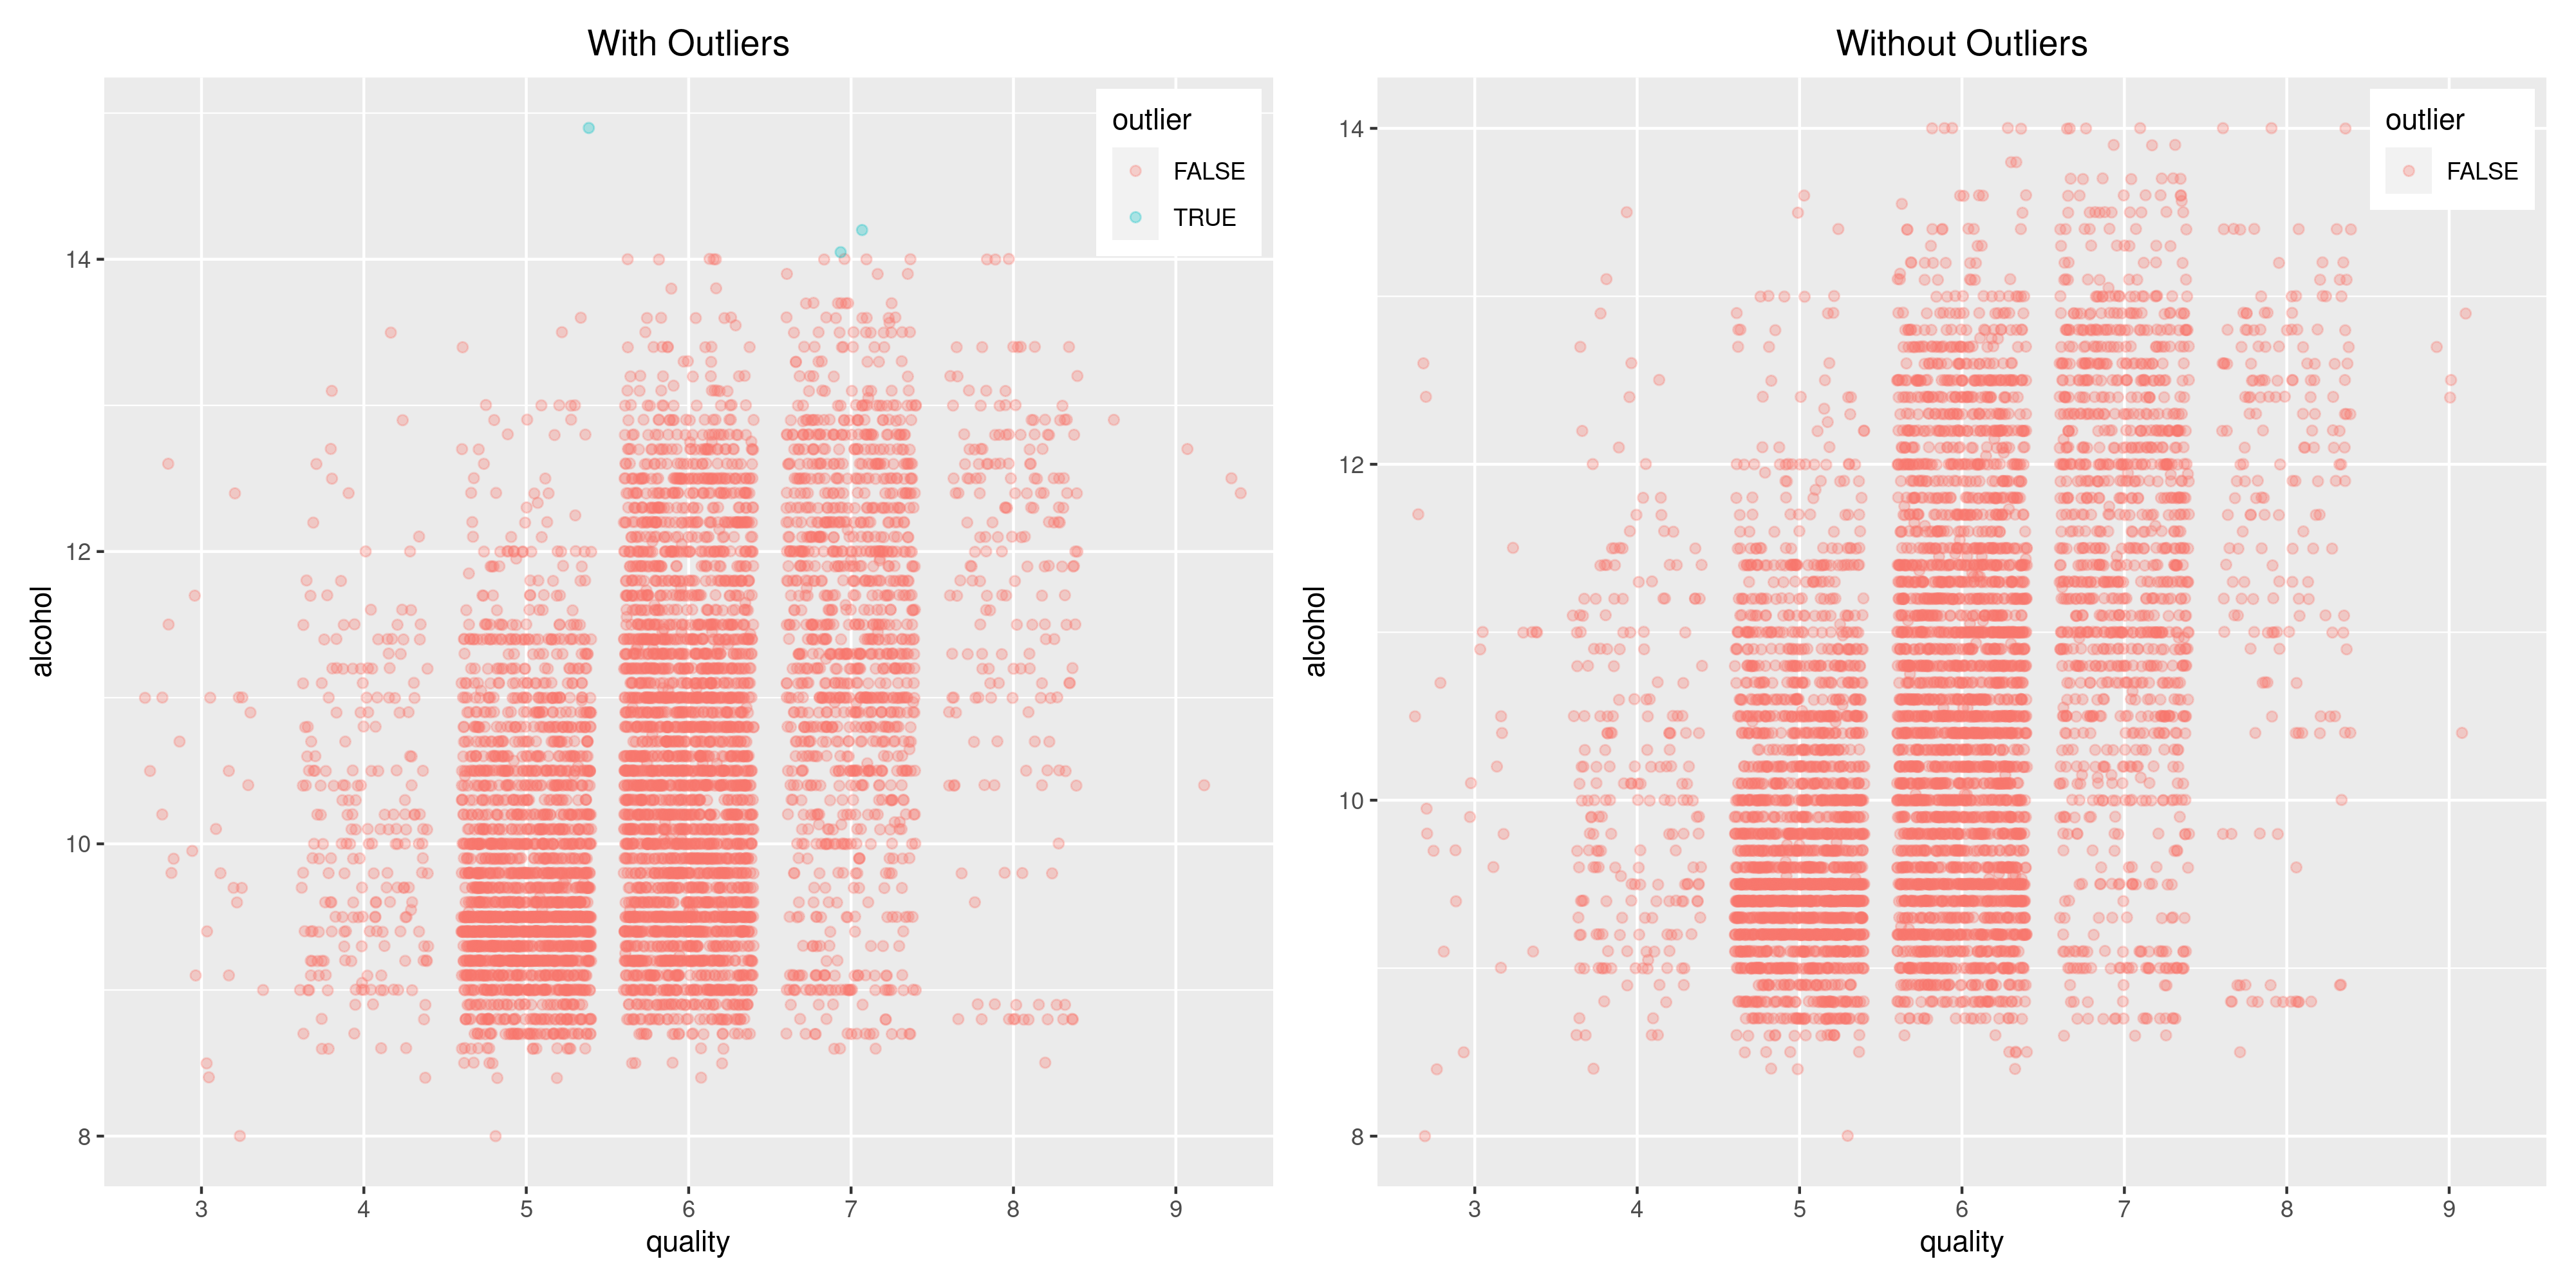 With Outliers
outlier
FALSE
TRUE
14
12
10
8
alcohol
3 4 5 6 7 8 9
quality
Without Outliers
outlier
FALSE
14
12
10
8
alcohol
3 4 5 6 7 8 9
quality